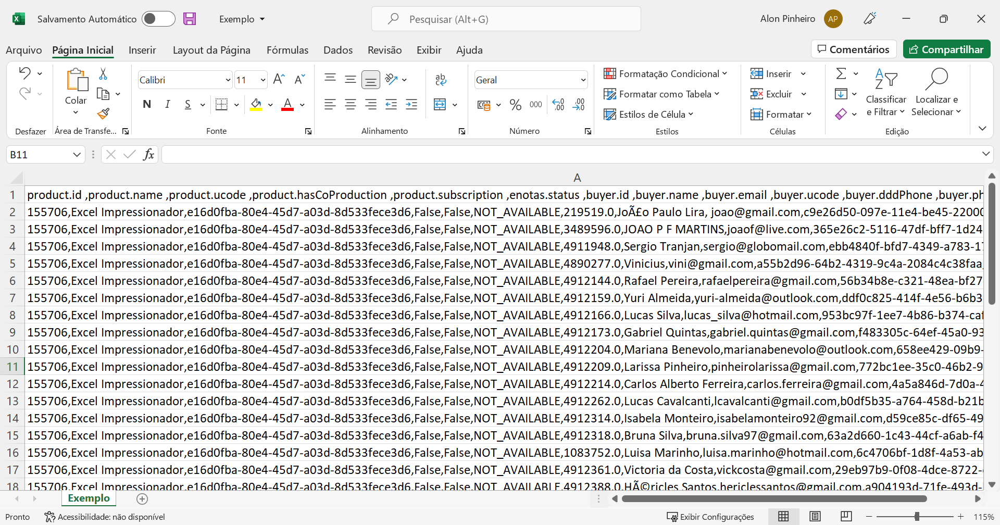 Salvamento Automático
Exemplo
Pesquisar (Alt+G)
Alon Pinheiro
AP
Arquivo Página Inicial Inserir Layout da Página Fórmulas Dados Revisão Exibir Ajuda
Comentários
Compartilhar
Colar
Calibri
11
ab
Geral
Formatação Condicional
Formatar como Tabela
Estilos de Célula
Inserir
Excluir
Formatar
Classificar
e Filtrar
Localizar e
Selecionar
N I S
% 000
Desfazer
Área de Transfe...
Fonte
Alinhamento
Número
Estilos
Células
Edição
B11
fx
A
1 product.id ,product.name ,product.ucode ,product.hasCoProduction ,product.subscription ,enotas.status ,buyer.id ,buyer.name ,buyer.email ,buyer.ucode ,buyer.dddPhone ,buyer.ph
2 155706,Excel Impressionador,e16d0fba-80e4-45d7-a03d-8d533fece3d6,False,False,NOT_AVAILABLE,219519.0,JoÃ£o Paulo Lira, joao@gmail.com,c9e26d50-097e-11e4-be45-22000
3 155706,Excel Impressionador,e16d0fba-80e4-45d7-a03d-8d533fece3d6,False,False,NOT_AVAILABLE,3489596.0,JOAO P F MARTINS,joaof@live.com,365e26c2-5116-47df-bff7-1d24
4 155706,Excel Impressionador,e16d0fba-80e4-45d7-a03d-8d533fece3d6,False,False,NOT_AVAILABLE,4911948.0,Sergio Tranjan,sergio@globomail.com,ebb4840f-bfd7-4349-a783-17
5 155706,Excel Impressionador,e16d0fba-80e4-45d7-a03d-8d533fece3d6,False,False,NOT_AVAILABLE,4890277.0,Vinicius,vini@gmail.com,a55b2d96-64b2-4319-9c4a-2084c4c38faa,
6 155706,Excel Impressionador,e16d0fba-80e4-45d7-a03d-8d533fece3d6,False,False,NOT_AVAILABLE,4912144.0,Rafael Pereira,rafaelpereira@gmail.com,56b34b8e-c321-48ea-bf27
7 155706,Excel Impressionador,e16d0fba-80e4-45d7-a03d-8d533fece3d6,False,False,NOT_AVAILABLE,4912159.0,Yuri Almeida,yuri-almeida@outlook.com,ddf0c825-414f-4e56-b6b3
8 155706,Excel Impressionador,e16d0fba-80e4-45d7-a03d-8d533fece3d6,False,False,NOT_AVAILABLE,4912166.0,Lucas Silva,lucas_silva@hotmail.com,953bc97f-1ee7-4b86-b374-caf
9 155706,Excel Impressionador,e16d0fba-80e4-45d7-a03d-8d533fece3d6,False,False,NOT_AVAILABLE,4912173.0,Gabriel Quintas,gabriel.quintas@gmail.com,f483305c-64ef-45a0-93
10 155706,Excel Impressionador,e16d0fba-80e4-45d7-a03d-8d533fece3d6,False,False,NOT_AVAILABLE,4912204.0,Mariana Benevolo,marianabenevolo@outlook.com,658ee429-09b9-
11 155706,Excel Impressionador,e16d0fba-80e4-45d7-a03d-8d533fece3d6,False,False,NOT_AVAILABLE,4912209.0,Larissa Pinheiro,pinheirolarissa@gmail.com,772bc1ee-35c0-46b2-9
12 155706,Excel Impressionador,e16d0fba-80e4-45d7-a03d-8d533fece3d6,False,False,NOT_AVAILABLE,4912214.0,Carlos Alberto Ferreira,carlos.ferreira@gmail.com,4a5a846d-7d0a-4
13 155706,Excel Impressionador,e16d0fba-80e4-45d7-a03d-8d533fece3d6,False,False,NOT_AVAILABLE,4912262.0,Lucas Cavalcanti,lcavalcanti@gmail.com,b0df5b35-a764-458d-b21b
14 155706,Excel Impressionador,e16d0fba-80e4-45d7-a03d-8d533fece3d6,False,False,NOT_AVAILABLE,4912314.0,Isabela Monteiro,isabelamonteiro92@gmail.com,d59ce85c-df65-49
15 155706,Excel Impressionador,e16d0fba-80e4-45d7-a03d-8d533fece3d6,False,False,NOT_AVAILABLE,4912318.0,Bruna Silva,bruna.silva97@gmail.com,63a2d660-1c43-44cf-a6ab-f4
16 155706,Excel Impressionador,e16d0fba-80e4-45d7-a03d-8d533fece3d6,False,False,NOT_AVAILABLE,1083752.0,Luisa Marinho,luisa.marinho@hotmail.com,6c4706bf-1d8f-4a53-ab
17 155706,Excel Impressionador,e16d0fba-80e4-45d7-a03d-8d533fece3d6,False,False,NOT_AVAILABLE,4912361.0,Victoria da Costa,vickcosta@gmail.com,29eb97b9-0f08-4dce-8722-
18 155706,Excel Impressionador,e16d0fba-80e4-45d7-a03d-8d533fece3d6,False,False,NOT_AVAILABLE,4912388.0,HÃ©ricles Santos,hericlessantos@gmail.com,a904193d-71fe-493d-
Exemplo
Pronto
Acessibilidade: não disponível
Exibir Configurações
115%